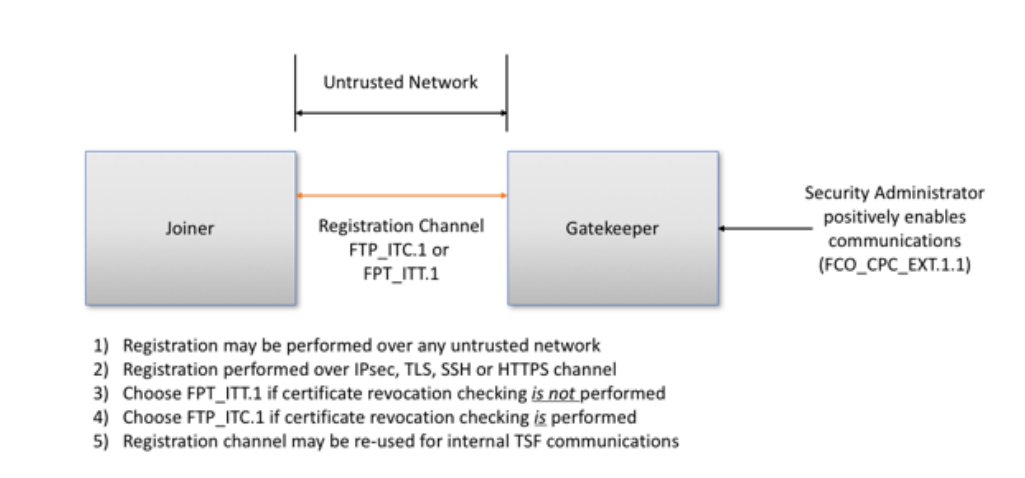 Untrusted Network
Joiner
Registration Channel
FTP_ITC.1 or
FPT_ITT.1
Gatekeeper
Security Administrator
positively enables
communications
(FCO_CPC_EXT.1.1)
1) Registration may be performed over any untrusted network
2) Registration performed over IPsec, TLS, SSH or HTTPS channel
3) Choose FPT_ITT.1 if certificate revocation checking is not performed
4) Choose FTP_ITC.1 if certificate revocation checking is performed
5) Registration channel may be re-used for internal TSF communications